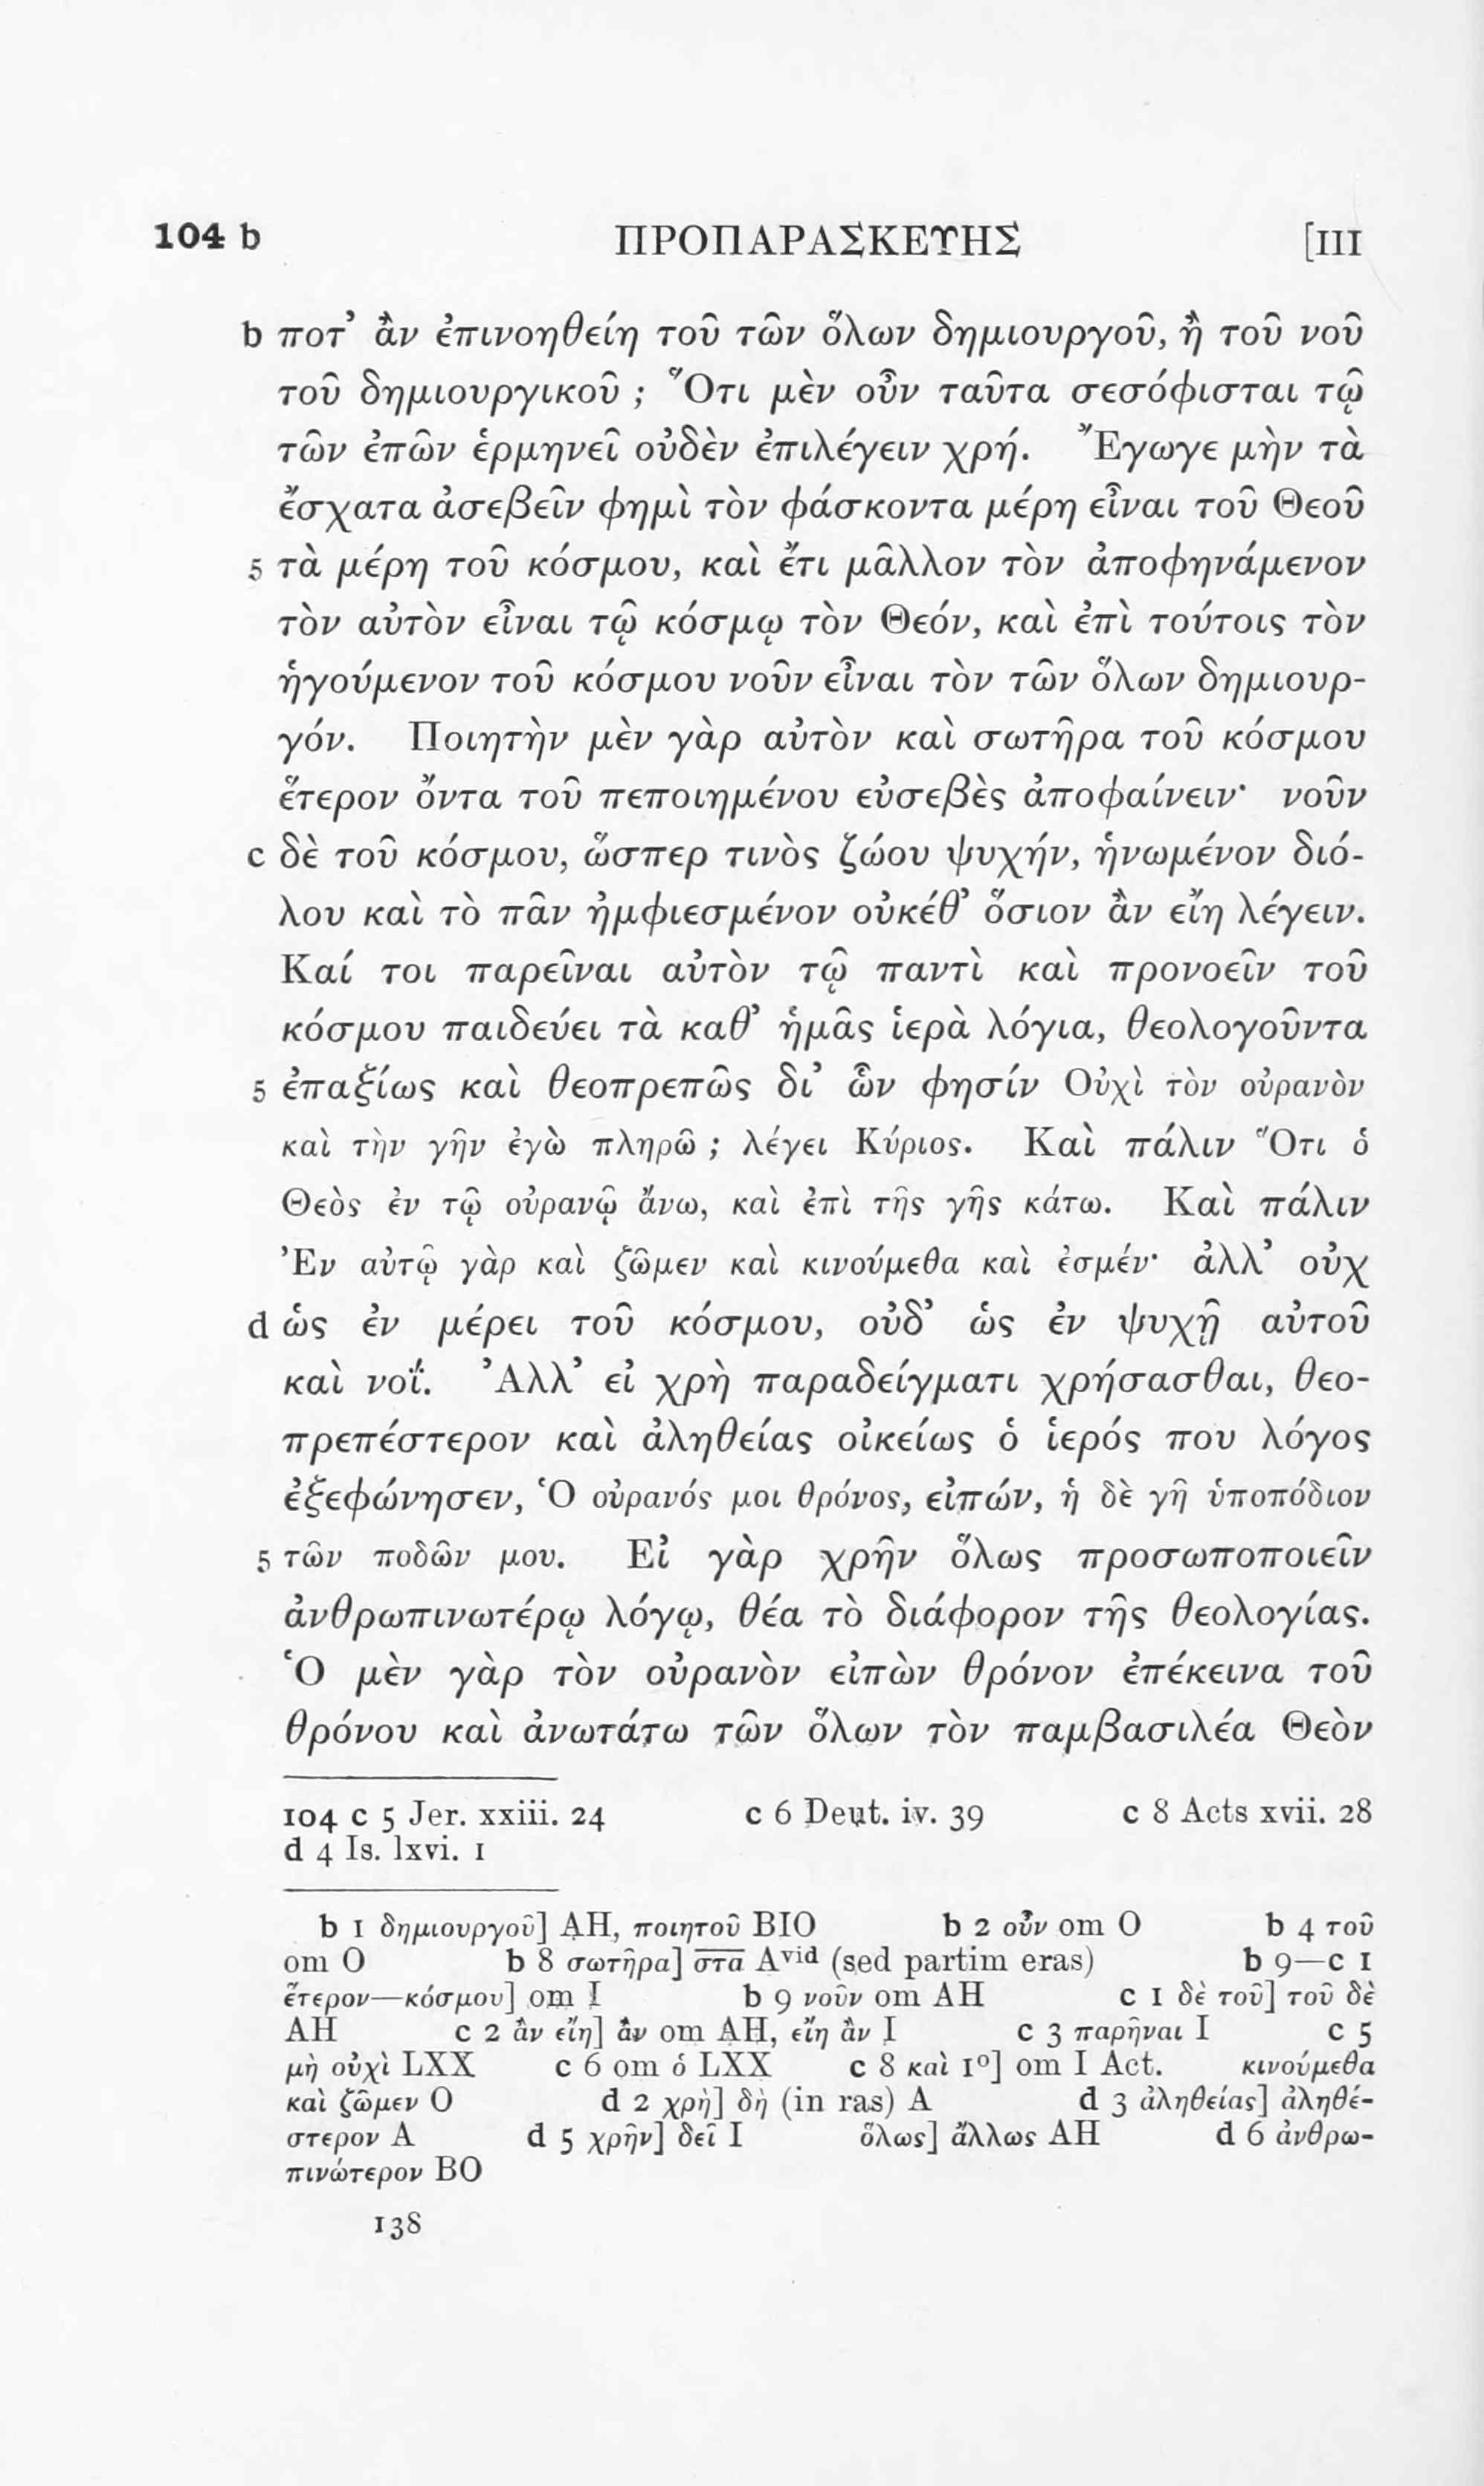 104 b ΠΡΟΠΑΡΑΣΚΕΥΗΣ [III
b ποτ’ ἂν ἐπινοηθείη τοῦ τῶν ὅλων δημιουργοῦ, ἢ τοῦ νοῦ
τοῦ δημιουργικοῦ ; Ὅτι μὲν οὖν ταῦτα σεσόφισται τῷ
τῶν ἐπῶν ἑρμηνεῖ οὐδὲν ἐπιλέγειν χρή. Ἔγωγε μὴν τὰ
ἔσχατα ἀσεβεῖν φημὶ τὸν φάσκοντα μέρη εἶναι τοῦ Θεοῦ
5 τὰ μέρη τοῦ κόσμου, καὶ ἔτι μᾶλλον τὸν ἀποφηνάμενον
τὸν αὐτὸν εἶναι τῷ κόσμῳ τὸν Θεόν, καὶ ἐπὶ τούτοις τὸν
ἡγούμενον τοῦ κόσμου νοῦν εἶναι τὸν τῶν ὅλων δημιουρ-
γόν. Ποιητὴν μὲν γὰρ αὐτὸν καὶ σωτῆρα τοῦ κόσμου
ἕτερον ὄντα τοῦ πεποιημένου εὐσεβὲς ἀποφαίνειν· νοῦν
c δὲ τοῦ κόσμου, ὥσπερ τινὸς ζώου ψυχήν, ἡνωμένον διό-
λου καὶ τὸ πᾶν ἠμφιεσμένον οὐκέθ’ ὅσιον ἂν εἴη λέγειν.
Καί τοι παρεῖναι αὐτὸν τῷ παντὶ καὶ προνοεῖν τοῦ
κόσμου παιδεύει τὰ καθ’ ἡμᾶς ἱερὰ λόγια, θεολογοῦντα
5 ἐπαξίως καὶ θεοπρεπῶς δι’ ὧν φησίν Οὐχὶ τὸν οὐρανὸν
καὶ τὴν γῆν ἐγὼ πληρῶ ; λέγει Κύριος. Καὶ πάλιν Ὅτι ὁ
Θεὸς ἐν τῷ οὐρανῷ ἄνω, καὶ ἐπὶ τῆς γῆς κάτω. Καὶ πάλιν
Ἐν αὐτῷ γὰρ καὶ ζῶμεν καὶ κινούμεθα καὶ ἐσμέν· ἀλλ’ οὐχ
d ὡς ἐν μέρει τοῦ κόσμου, οὐδ’ ὡς ἐν ψυχῇ αὐτοῦ
καὶ νοΐ. Ἀλλ’ εἰ χρὴ παραδείγματι χρήσασθαι, θεο-
πρεπέστερον καὶ ἀληθείας οἰκείως ὁ ἱερός που λόγος
ἐξεφώνησεν, Ὁ οὐρανός μοι θρόνος, εἰπών, ἡ δὲ γῆ ὑποπόδιον
5 τῶν ποδῶν μου. Εἰ γὰρ χρῆν ὅλως προσωποποιεῖν
ἀνθρωπινωτέρῳ λόγῳ, θέα τὸ διάφορον τῆς θεολογίας.
Ὁ μὲν γὰρ τὸν οὐρανὸν εἰπὼν θρόνον ἐπέκεινα τοῦ
θρόνου καὶ ἀνωτάτω τῶν ὅλων τὸν παμβασιλέα Θεὸν
104 c 5 Jer. xxiii. 24 c 6 Deut. iv. 39 c 8 Acts xvii. 28
d 4 Is. lxvi. 1
b 1 δημιουργοῦ] AH, ποιητοῦ BIO b 2 οὖν om O b 4 τοῦ
om O b 8 σωτῆρα] σ̅τ̅α̅ Aᵛⁱᵈ (sed partim eras) b 9—c 1
ἕτερον—κόσμου] om I b 9 νοῦν om AH c 1 δὲ τοῦ] τοῦ δὲ
AH c 2 ἂν εἴη] ἂν om AH, εἴη ἂν I c 3 παρῆναι I c 5
μὴ οὐχὶ LXX c 6 om ὁ LXX c 8 καὶ 1º] om I Act. κινούμεθα
καὶ ζῶμεν O d 2 χρὴ] δὴ (in ras) A d 3 ἀληθείας] ἀληθέ-
στερον A d 5 χρῆν] δεῖ I ὅλως] ἄλλως AH d 6 ἀνθρω-
πινώτερον BO
138